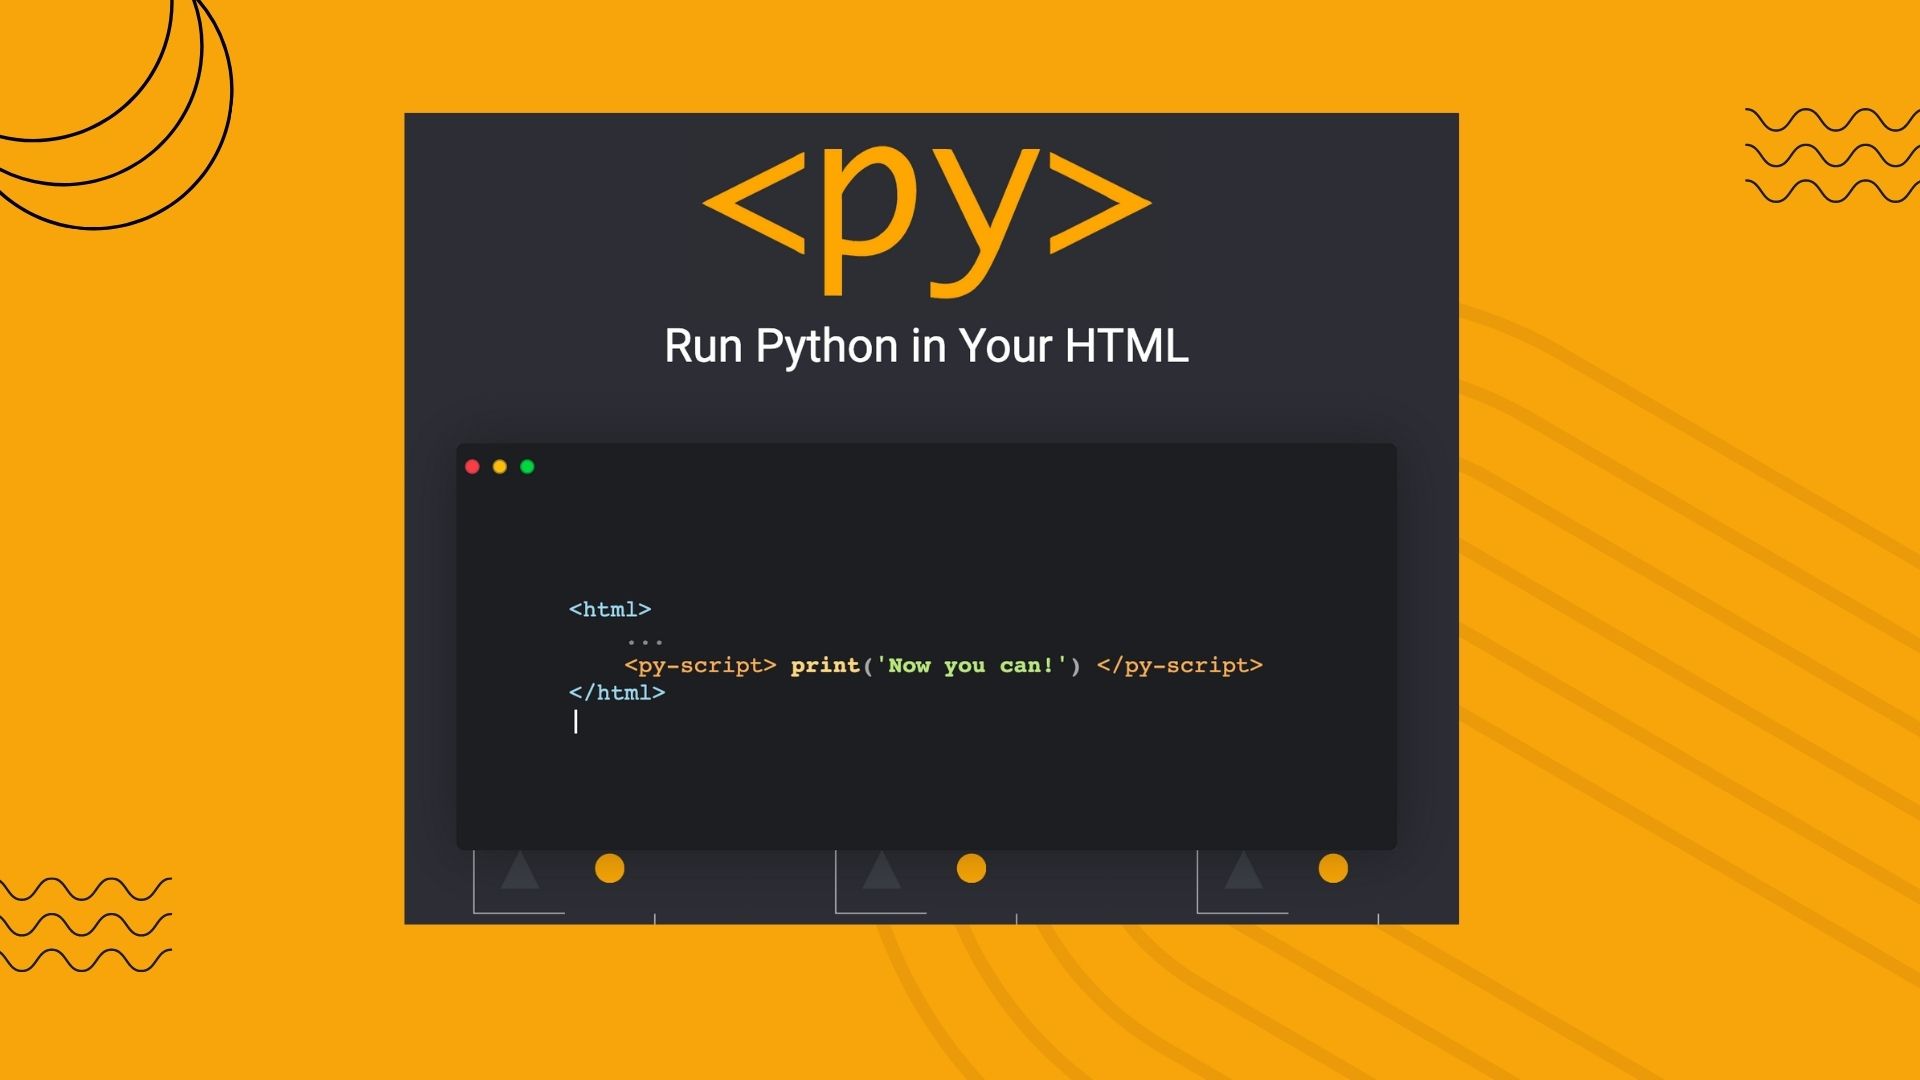 <py>
Run Python in Your HTML
<html>
...
<py-script> print('Now you can!') </py-script>
</html>